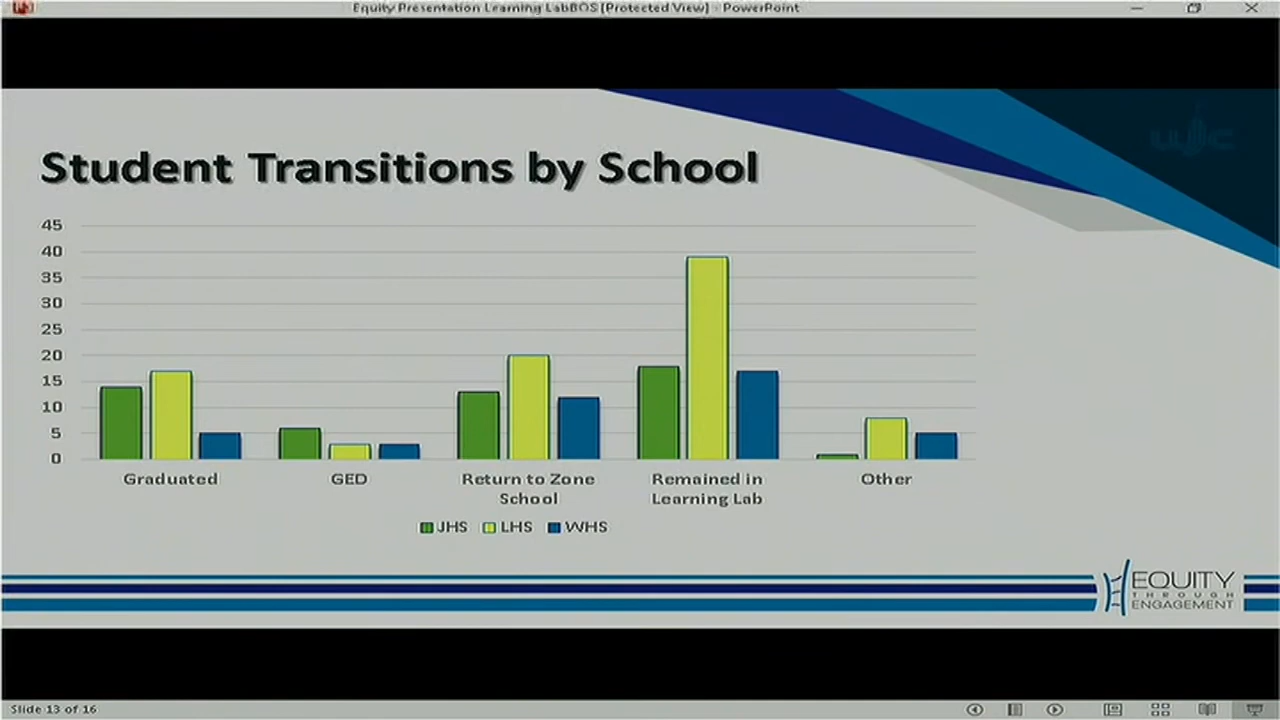 Equity Presentation Learning LabBOS [Protected View] - PowerPoint
WJC
Student Transitions by School
45
40
35
30
25
20
15
10
5
0
Graduated
GED
Return to Zone
School
Remained in
Learning Lab
Other
JHS
LHS
WHS
EQUITY
THROUGH
ENGAGEMENT
Slide 13 of 16